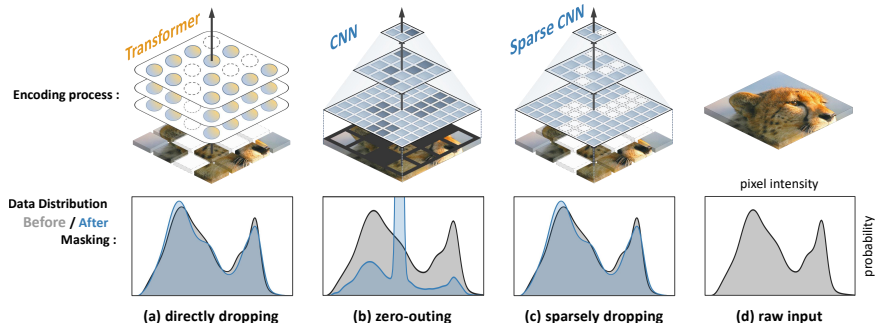 Transformer
CNN
Sparse CNN
Encoding process :
pixel intensity
Data Distribution
Before / After
Masking :
probability
(a) directly dropping
(b) zero-outing
(c) sparsely dropping
(d) raw input